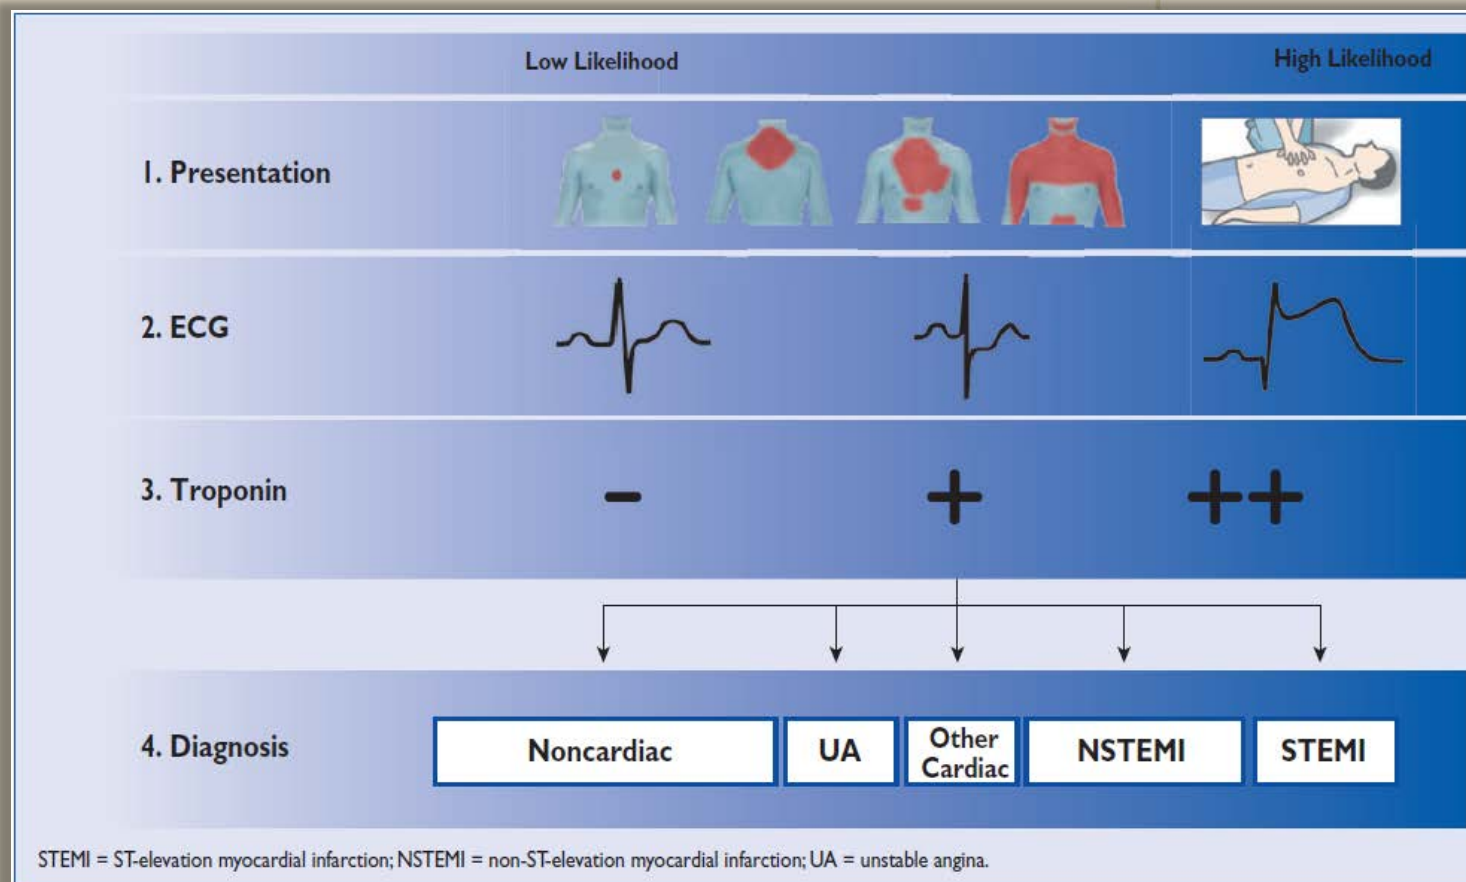 Low Likelihood
High Likelihood
1. Presentation
2. ECG
3. Troponin
−
+
++
4. Diagnosis
Noncardiac
UA
Other
Cardiac
NSTEMI
STEMI
STEMI = ST-elevation myocardial infarction; NSTEMI = non-ST-elevation myocardial infarction; UA = unstable angina.